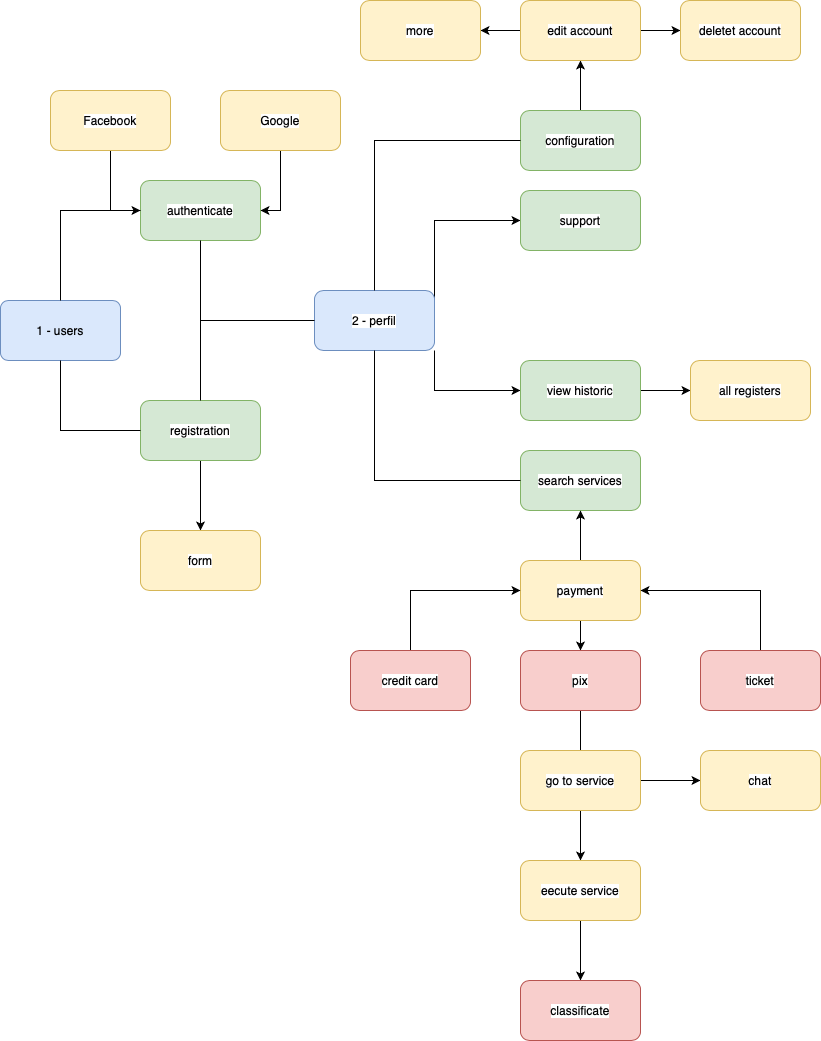 more
edit account
deletet account
Facebook
Google
configuration
authenticate
support
1 - users
2 - perfil
view historic
all registers
registration
search services
form
payment
credit card
pix
ticket
go to service
chat
eecute service
classificate